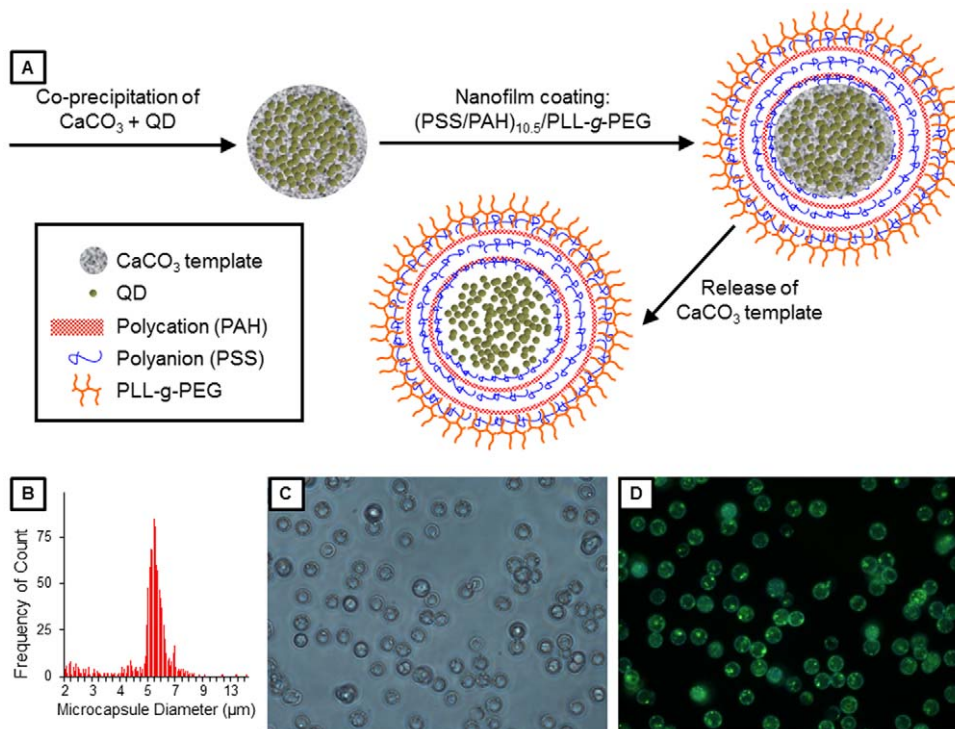 A
Co-precipitation of
CaCO₃ + QD
Nanofilm coating:
(PSS/PAH)₁₀.₅/PLL-g-PEG
CaCO₃ template
QD
Polycation (PAH)
Polyanion (PSS)
PLL-g-PEG
Release of
CaCO₃ template
B
Frequency of Count
75
50
25
0
2 3 4 5 7 9 13
Microcapsule Diameter (µm)
C
D